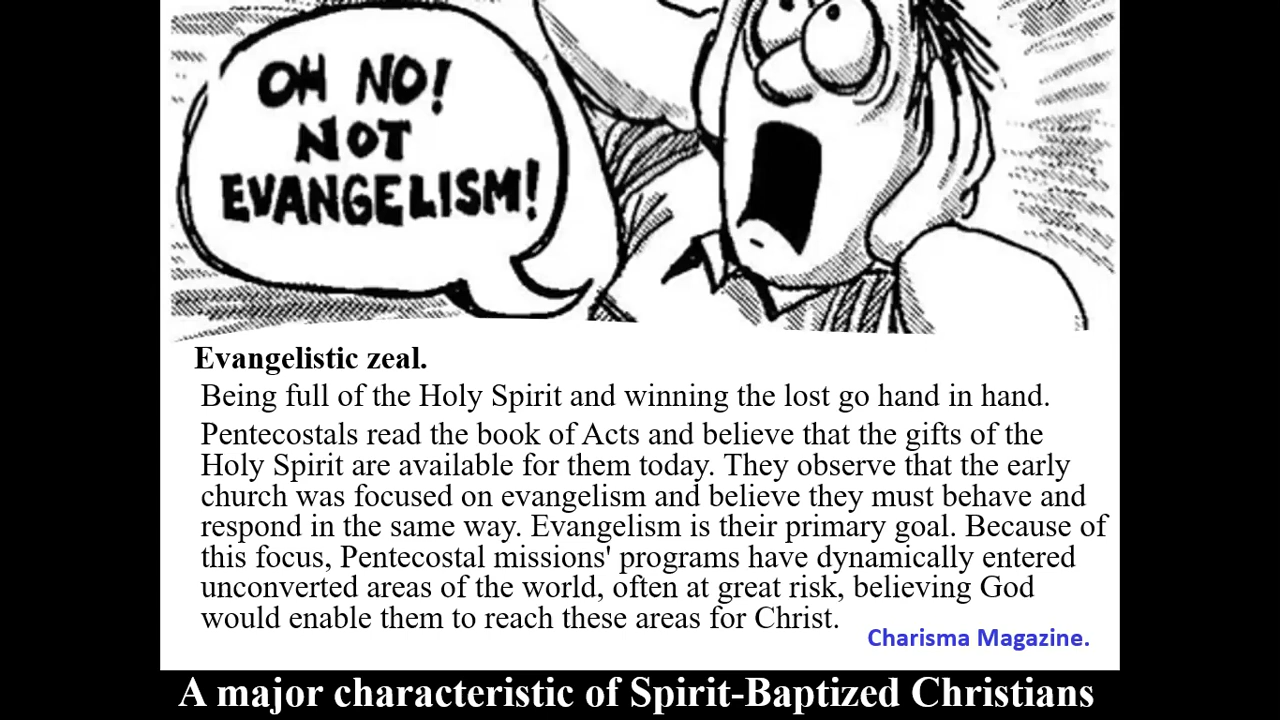 OH NO!
NOT
EVANGELISM!
Evangelistic zeal.
Being full of the Holy Spirit and winning the lost go hand in hand.
Pentecostals read the book of Acts and believe that the gifts of the
Holy Spirit are available for them today. They observe that the early
church was focused on evangelism and believe they must behave and
respond in the same way. Evangelism is their primary goal. Because of
this focus, Pentecostal missions' programs have dynamically entered
unconverted areas of the world, often at great risk, believing God
would enable them to reach these areas for Christ.
Charisma Magazine.
A major characteristic of Spirit-Baptized Christians